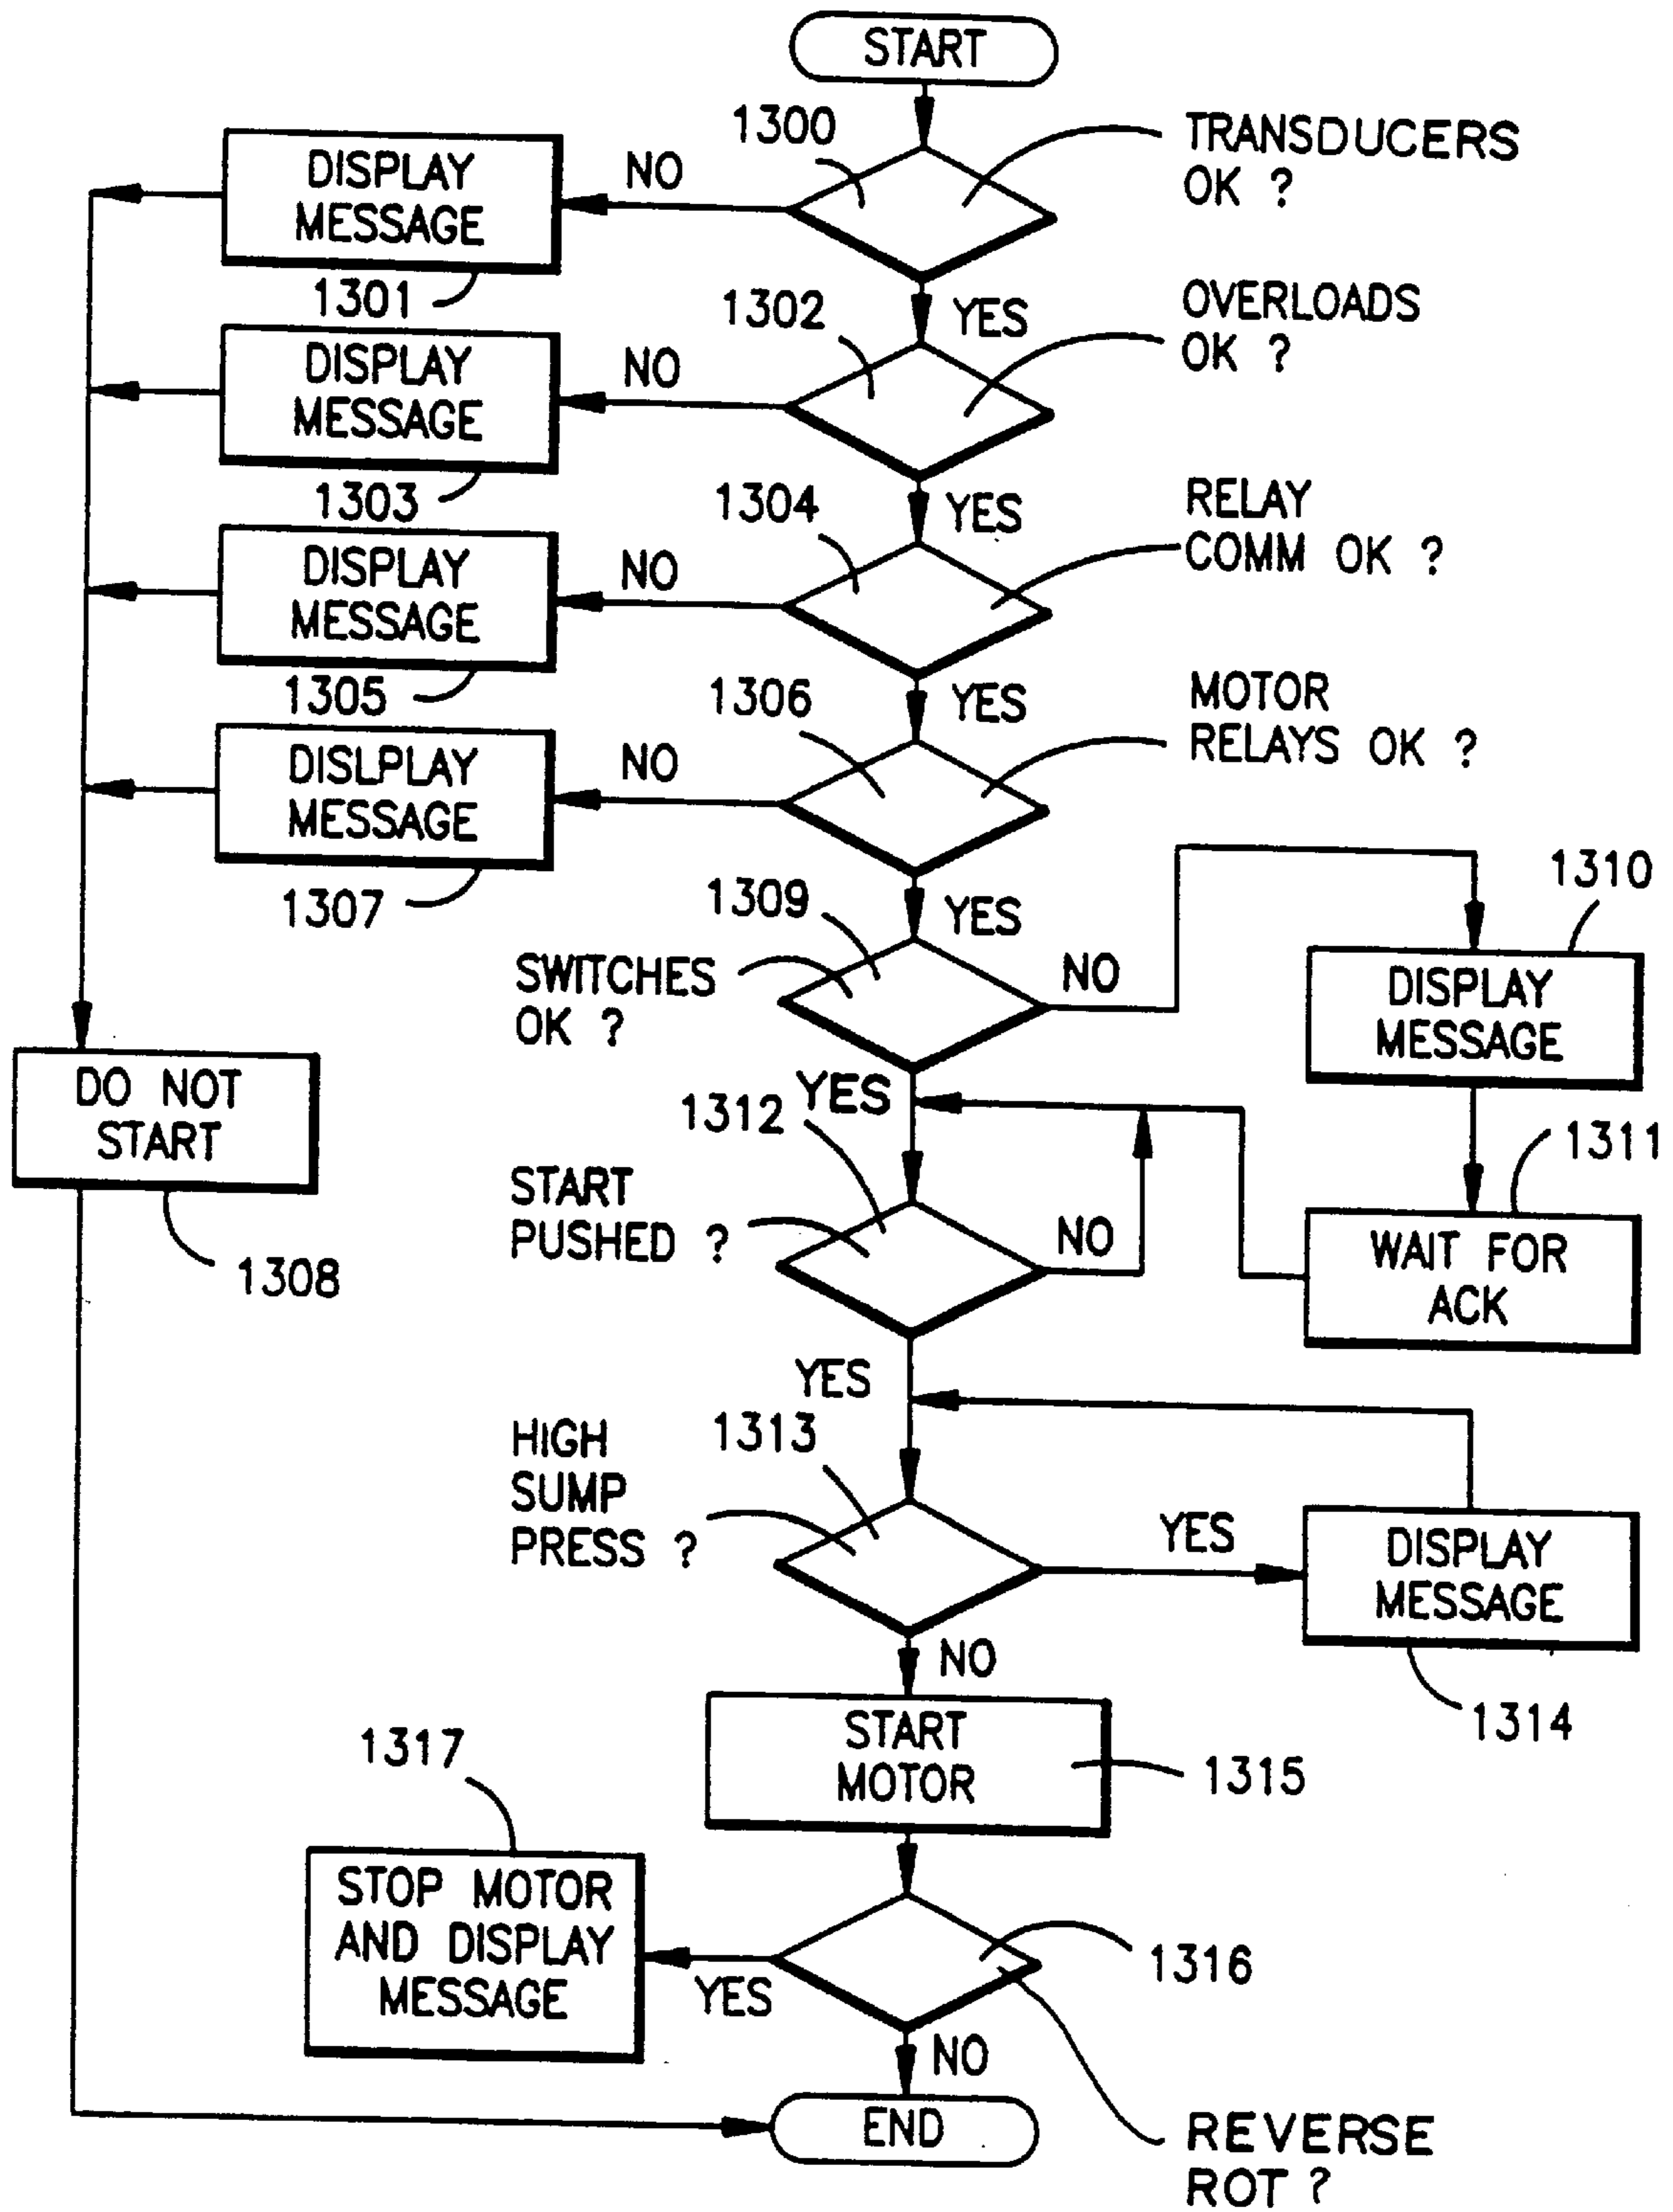 START
1300
TRANSDUCERS
OK ?
DISPLAY
MESSAGE
NO
1301
YES
1302
OVERLOADS
OK ?
DISPLAY
MESSAGE
NO
1303
YES
1304
RELAY
COMM OK ?
DISPLAY
MESSAGE
NO
1305
YES
1306
MOTOR
RELAYS OK ?
DISLPLAY
MESSAGE
NO
1307
YES
1309
SWITCHES
OK ?
NO
1310
DISPLAY
MESSAGE
DO NOT
START
1308
YES
1312
START
PUSHED ?
NO
1311
WAIT FOR
ACK
YES
1313
HIGH
SUMP
PRESS ?
YES
DISPLAY
MESSAGE
1314
NO
START
MOTOR
1315
1317
STOP MOTOR
AND DISPLAY
MESSAGE
YES
1316
NO
END
REVERSE
ROT ?